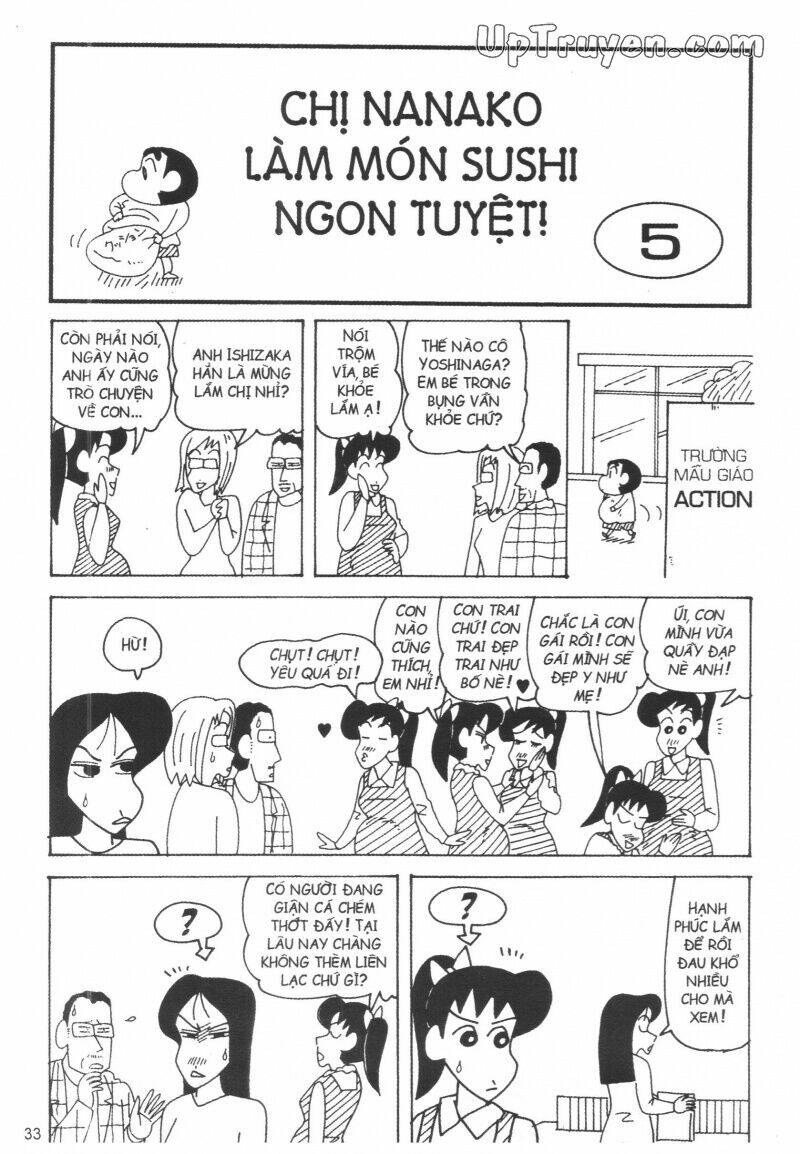 UpTruyen.com
CHỊ NANAKO
LÀM MÓN SUSHI
NGON TUYỆT!
5
TRƯỜNG
MẪU GIÁO
ACTION
THẾ NÀO CÔ
YOSHINAGA?
EM BÉ TRONG
BỤNG VẪN
KHỎE CHỨ?
NÓI
TRỘM
VÍA, BÉ
KHỎE
LẮM Ạ!
ANH ISHIZAKA
HẲN LÀ MỪNG
LẮM CHỊ NHỈ?
CÒN PHẢI NÓI,
NGÀY NÀO
ANH ẤY CŨNG
TRÒ CHUYỆN
VỀ CON...
ÚI, CON
MÌNH VỪA
QUẪY ĐẠP
NÈ ANH!
CHẮC LÀ CON
GÁI RỒI! CON
GÁI MÌNH SẼ
ĐẸP Y NHƯ
MẸ!
CON TRAI
CHỨ! CON
TRAI ĐẸP
TRAI NHƯ
BỐ NÈ!
CON
NÀO
CŨNG
THÍCH,
EM NHỈ!
CHỤT! CHỤT!
YÊU QUÁ ĐI!
HỪ!
HẠNH
PHÚC LẮM
ĐỂ RỒI
ĐAU KHỔ
NHIỀU
CHO MÀ
XEM!
?
CÓ NGƯỜI ĐANG
GIẬN CÁ CHÉM
THỚT ĐẤY! TẠI
LÂU NAY CHÀNG
KHÔNG THÈM LIÊN
LẠC CHỨ GÌ?
?
33